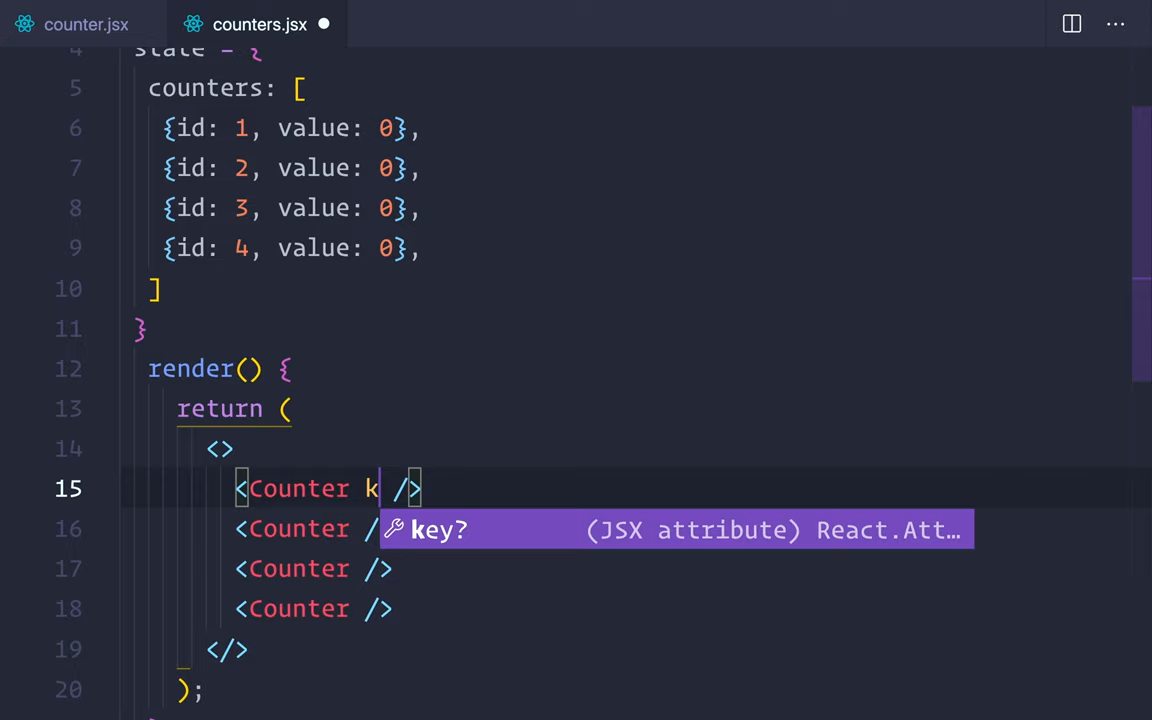 counter.jsx
counters.jsx
4 state = {
5 counters: [
6 {id: 1, value: 0},
7 {id: 2, value: 0},
8 {id: 3, value: 0},
9 {id: 4, value: 0},
10 ]
11 }
12 render() {
13 return (
14 <>
15 <Counter k />
16 <Counter /
key? (JSX attribute) React.Att…
17 <Counter />
18 <Counter />
19 </>
20 );